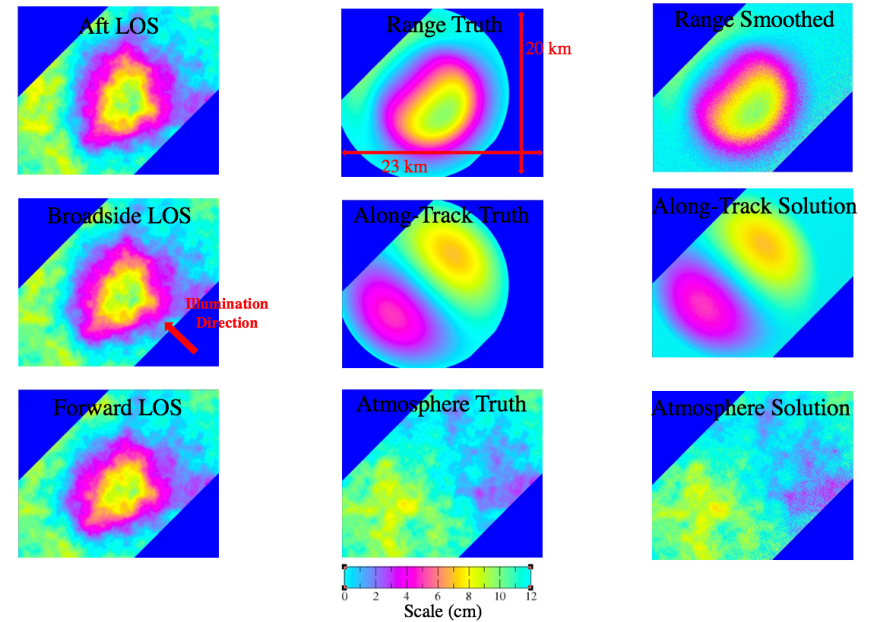 Aft LOS
Range Truth
Range Smoothed
20 km
23 km
Broadside LOS
Along-Track Truth
Along-Track Solution
Illumination
Direction
Forward LOS
Atmosphere Truth
Atmosphere Solution
0 2 4 6 8 10 12
Scale (cm)